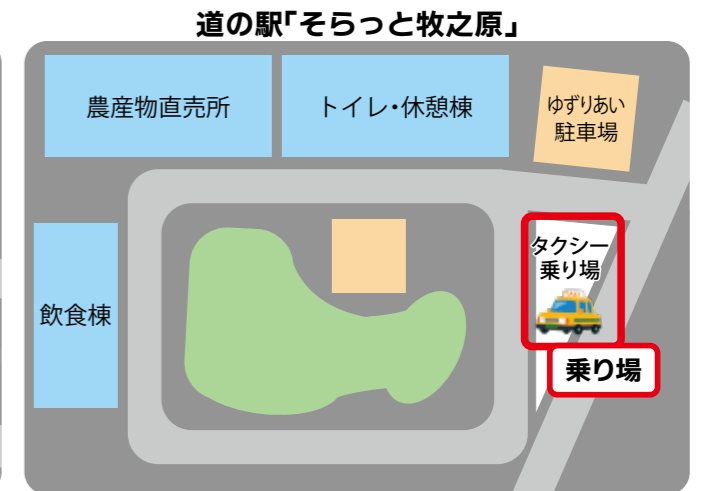 道の駅「そらっと牧之原」
農産物直売所
トイレ・休憩棟
ゆずりあい
駐車場
タクシー
乗り場
飲食棟
乗り場